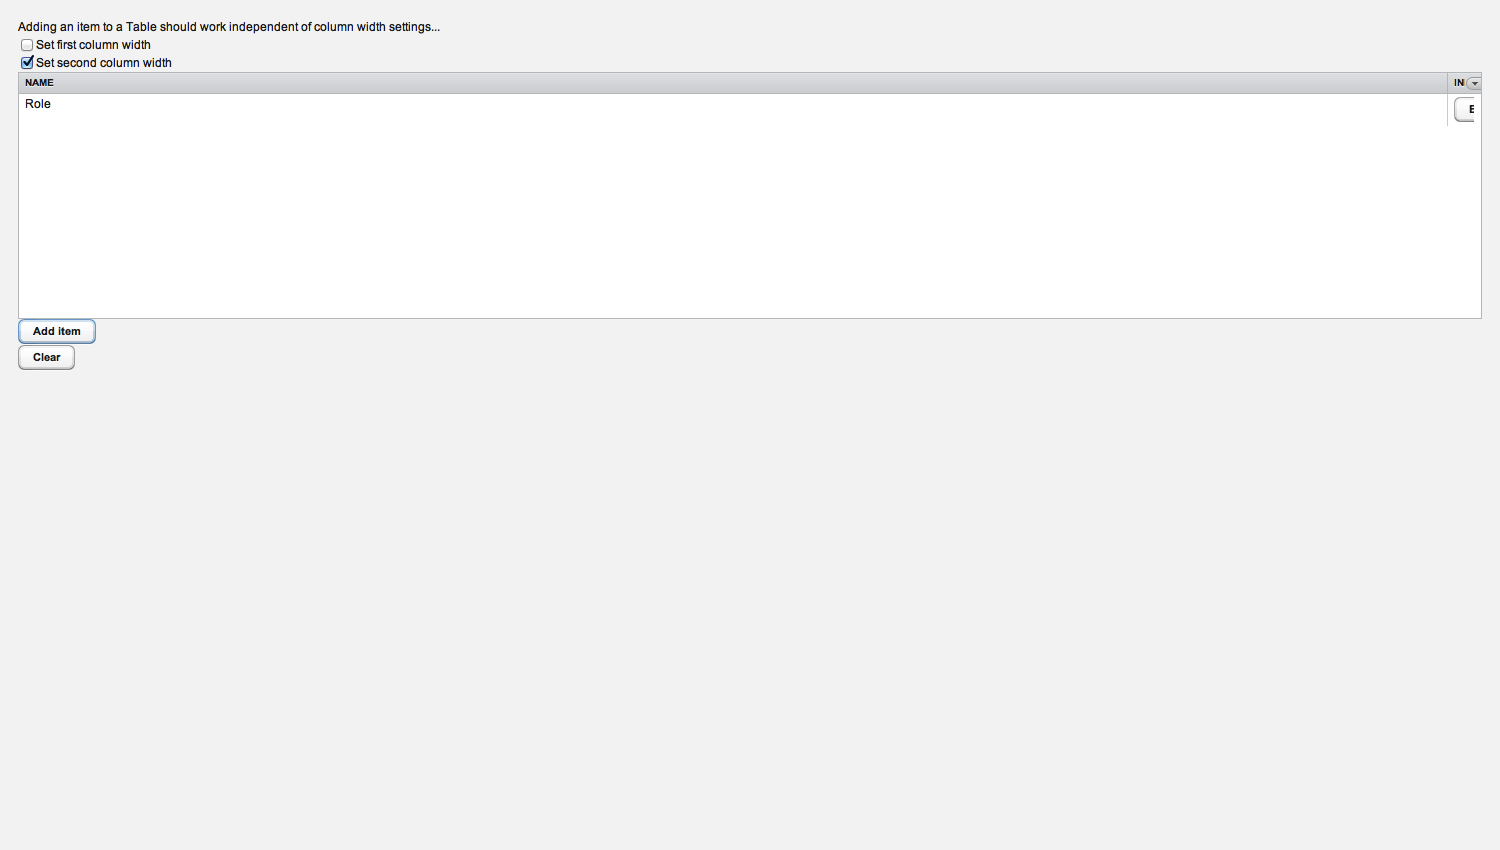 Adding an item to a Table should work independent of column width settings...
Set first column width
Set second column width
NAME IN
Role
Add item
Clear